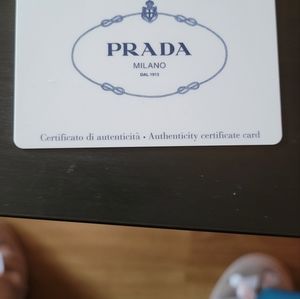 PRADA
MILANO
DAL 1913
Certificato di autenticità • Authenticity certificate card